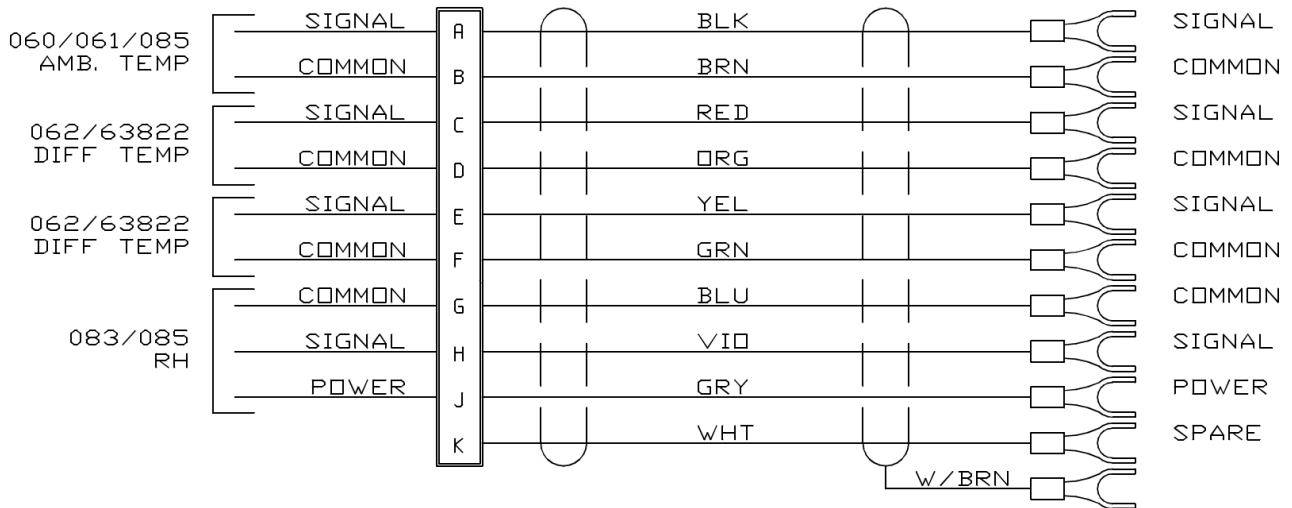 060/061/085
AMB. TEMP
SIGNAL A BLK SIGNAL
COMMON B BRN COMMON
062/63822
DIFF TEMP
SIGNAL C RED SIGNAL
COMMON D ORG COMMON
062/63822
DIFF TEMP
SIGNAL E YEL SIGNAL
COMMON F GRN COMMON
083/085
RH
COMMON G BLU COMMON
SIGNAL H VIO SIGNAL
POWER J GRY POWER
K WHT SPARE
W/BRN